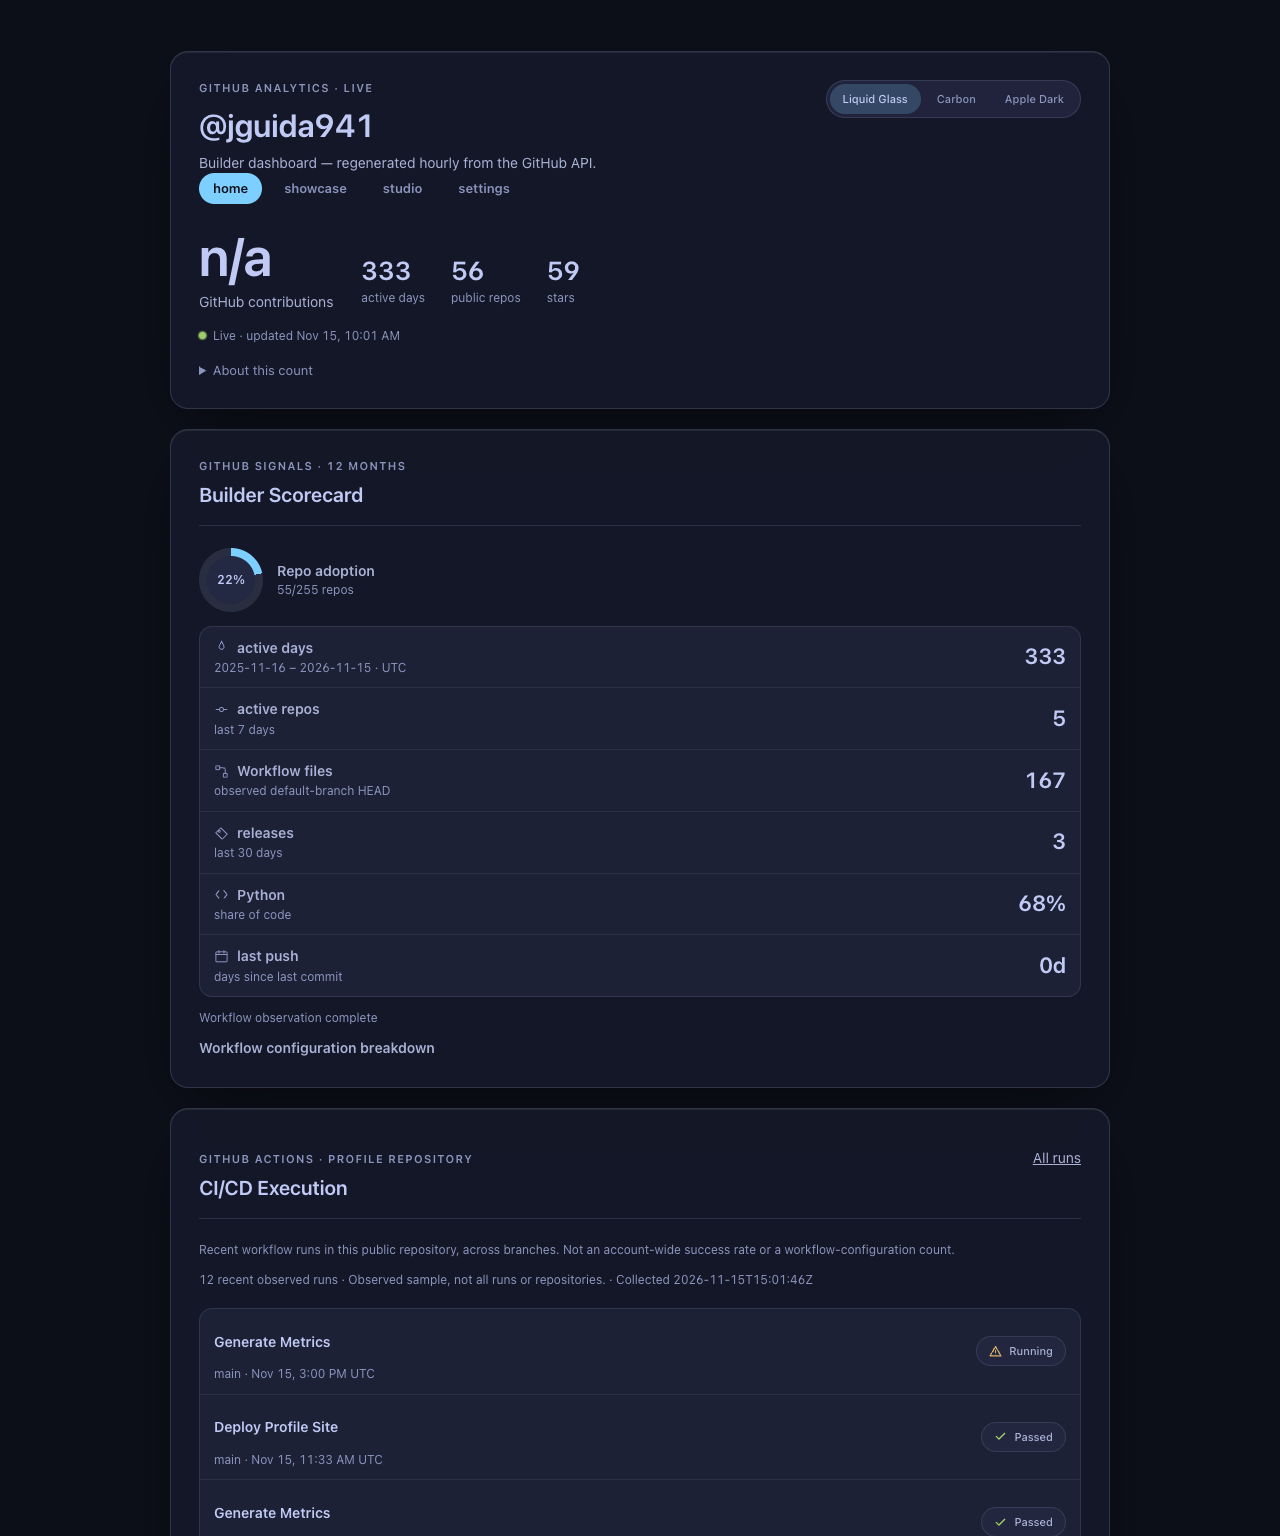 GITHUB ANALYTICS · LIVE
@jguida941
Builder dashboard — regenerated hourly from the GitHub API.
Liquid Glass
Carbon
Apple Dark
home
showcase
studio
settings
n/a
GitHub contributions
333
active days
56
public repos
59
stars
Live · updated Nov 15, 10:01 AM
About this count
GITHUB SIGNALS · 12 MONTHS
Builder Scorecard
22%
Repo adoption
55/255 repos
active days
2025-11-16 – 2026-11-15 · UTC
333
active repos
last 7 days
5
Workflow files
observed default-branch HEAD
167
releases
last 30 days
3
Python
share of code
68%
last push
days since last commit
0d
Workflow observation complete
Workflow configuration breakdown
GITHUB ACTIONS · PROFILE REPOSITORY
All runs
CI/CD Execution
Recent workflow runs in this public repository, across branches. Not an account-wide success rate or a workflow-configuration count.
12 recent observed runs · Observed sample, not all runs or repositories. · Collected 2026-11-15T15:01:46Z
Generate Metrics
main · Nov 15, 3:00 PM UTC
Running
Deploy Profile Site
main · Nov 15, 11:33 AM UTC
Passed
Generate Metrics
Passed